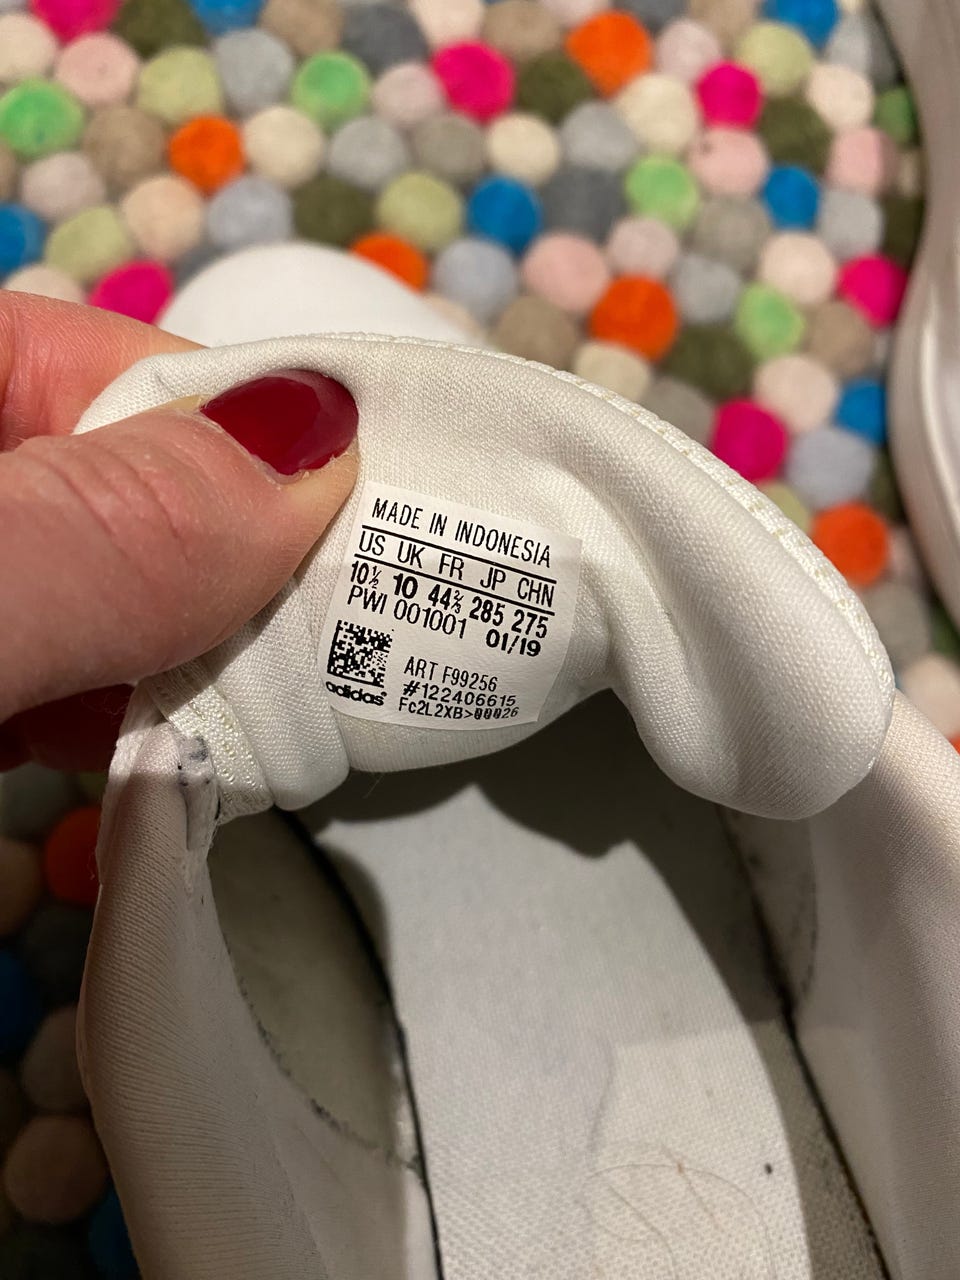 MADE IN INDONESIA
US UK FR JP CHN
10½ 10 44⅔ 285 275
PWI 001001 01/19
ART F99256
#122406615
Fc2L2XB>00026
adidas